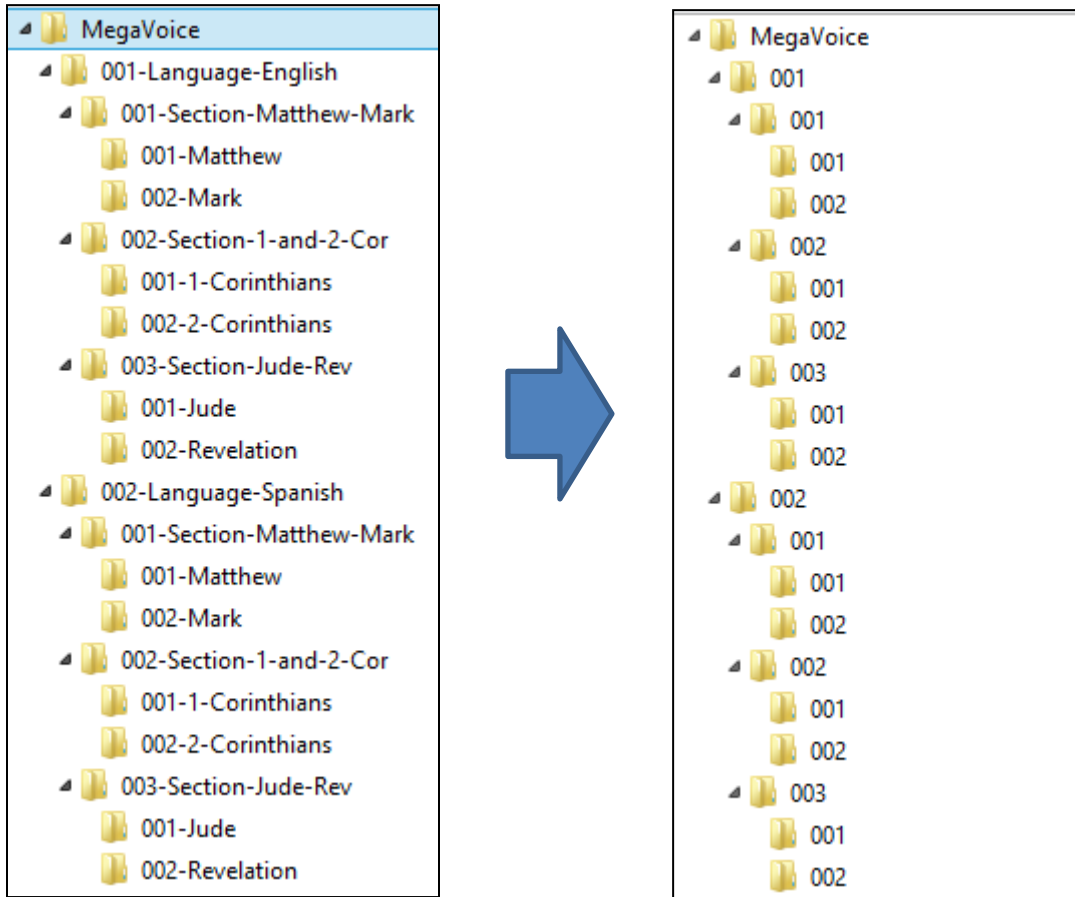 MegaVoice
001-Language-English
001-Section-Matthew-Mark
001-Matthew
002-Mark
002-Section-1-and-2-Cor
001-1-Corinthians
002-2-Corinthians
003-Section-Jude-Rev
001-Jude
002-Revelation
002-Language-Spanish
001-Section-Matthew-Mark
001-Matthew
002-Mark
002-Section-1-and-2-Cor
001-1-Corinthians
002-2-Corinthians
003-Section-Jude-Rev
001-Jude
002-Revelation
MegaVoice
001
001
001
002
002
001
002
003
001
002
002
001
001
002
002
001
002
003
001
002